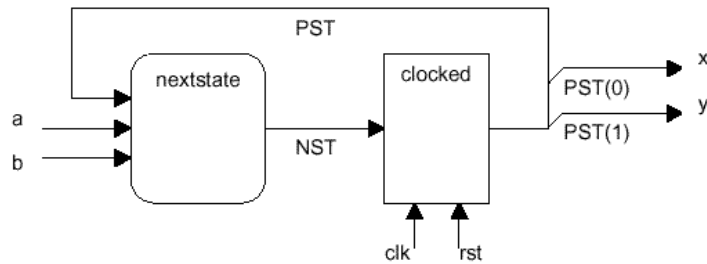 PST
nextstate
clocked
x
PST(0)
y
PST(1)
a
NST
b
clk
rst